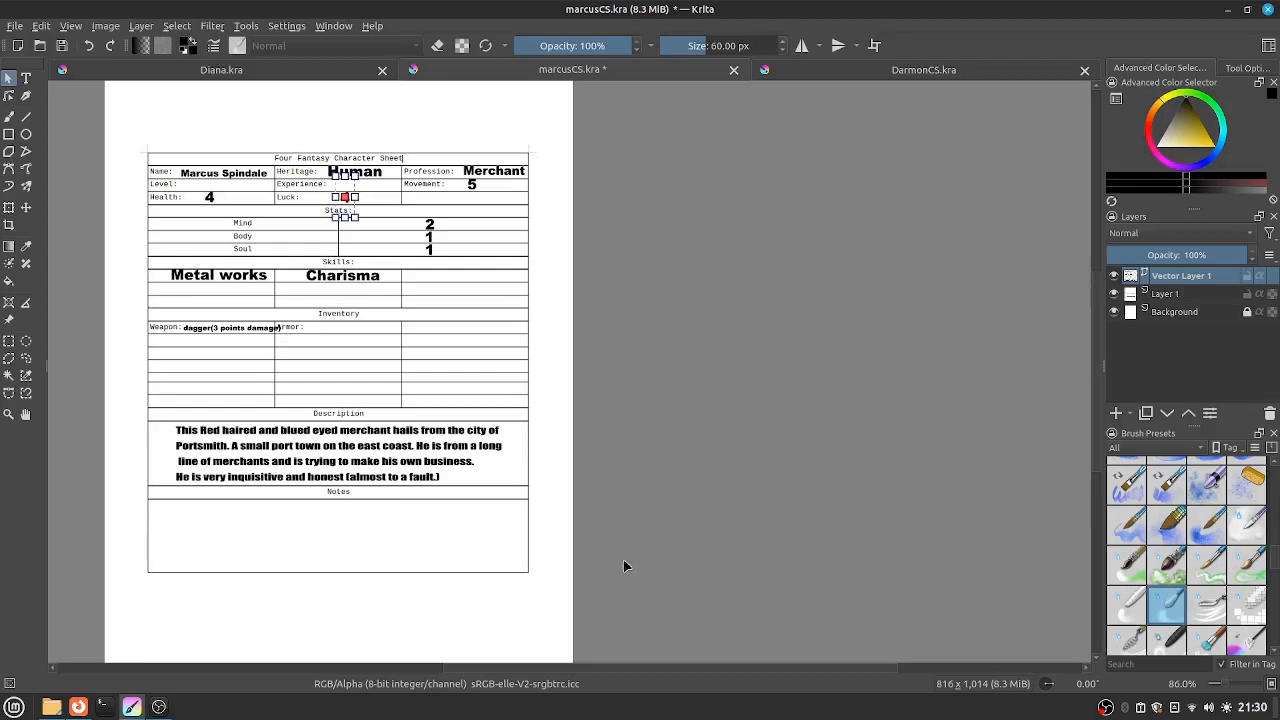 marcusCS.kra (8.3 MiB) * — Krita
File Edit View Image Layer Select Filter Tools Settings Window Help
Normal Opacity: 100% Size: 60.00 px
Diana.kra marcusCS.kra * DarmonCS.kra
Advanced Color Selec... Tool Opti...
Advanced Color Selector
Four Fantasy Character Sheet
Name: Marcus Spindale Heritage: Human Profession: Merchant
Level: Experience: Movement: 5
Health: 4 Luck:
Stats:
Mind 2
Body 1
Soul 1
Skills:
Metal works Charisma
Inventory
Weapon: dagger(3 points damage) Armor:
Description
This Red haired and blued eyed merchant hails from the city of
Portsmith. A small port town on the east coast. He is from a long
line of merchants and is trying to make his own business.
He is very inquisitive and honest (almost to a fault.)
Notes
Layers
Normal
Opacity: 100%
Vector Layer 1
Layer 1
Background
Brush Presets
All Tag
Search Filter in Tag
RGB/Alpha (8-bit integer/channel) sRGB-elle-V2-srgbtrc.icc 816 x 1,014 (8.3 MiB) 0.00° 86.0%
21:30